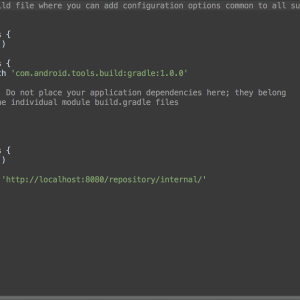 ild file where you can add configuration options common to all su
s {
)
s {
th 'com.android.tools.build:gradle:1.0.0'
Do not place your application dependencies here; they belong
he individual module build.gradle files
s {
)
'http://localhost:8080/repository/internal/'